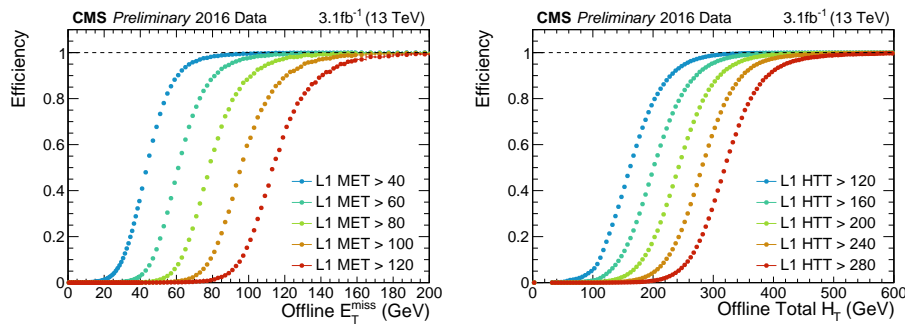 CMS Preliminary 2016 Data 3.1fb⁻¹ (13 TeV)
Efficiency
1
0.8
0.6
0.4
0.2
0
L1 MET > 40
L1 MET > 60
L1 MET > 80
L1 MET > 100
L1 MET > 120
0 20 40 60 80 100 120 140 160 180 200
Offline E_T^miss (GeV)
CMS Preliminary 2016 Data 3.1fb⁻¹ (13 TeV)
Efficiency
1
0.8
0.6
0.4
0.2
0
L1 HTT > 120
L1 HTT > 160
L1 HTT > 200
L1 HTT > 240
L1 HTT > 280
0 100 200 300 400 500 600
Offline Total H_T (GeV)